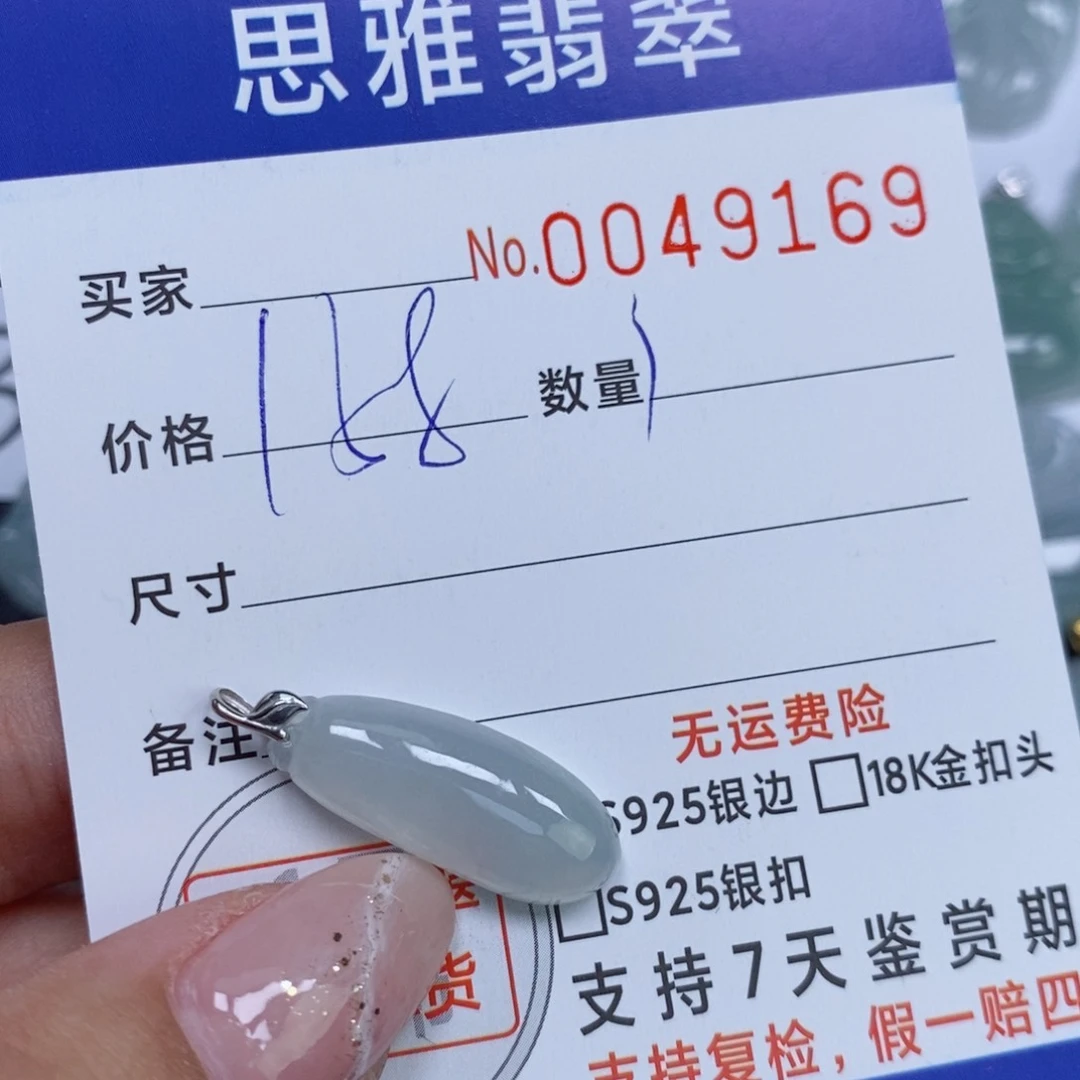 思雅翡翠
No.0049169
买家
价格 168 数量 1
尺寸
备注
无运费险
S925银边 18K金扣头
S925银扣
货
支持7天鉴赏期
支持复检，假一赔四